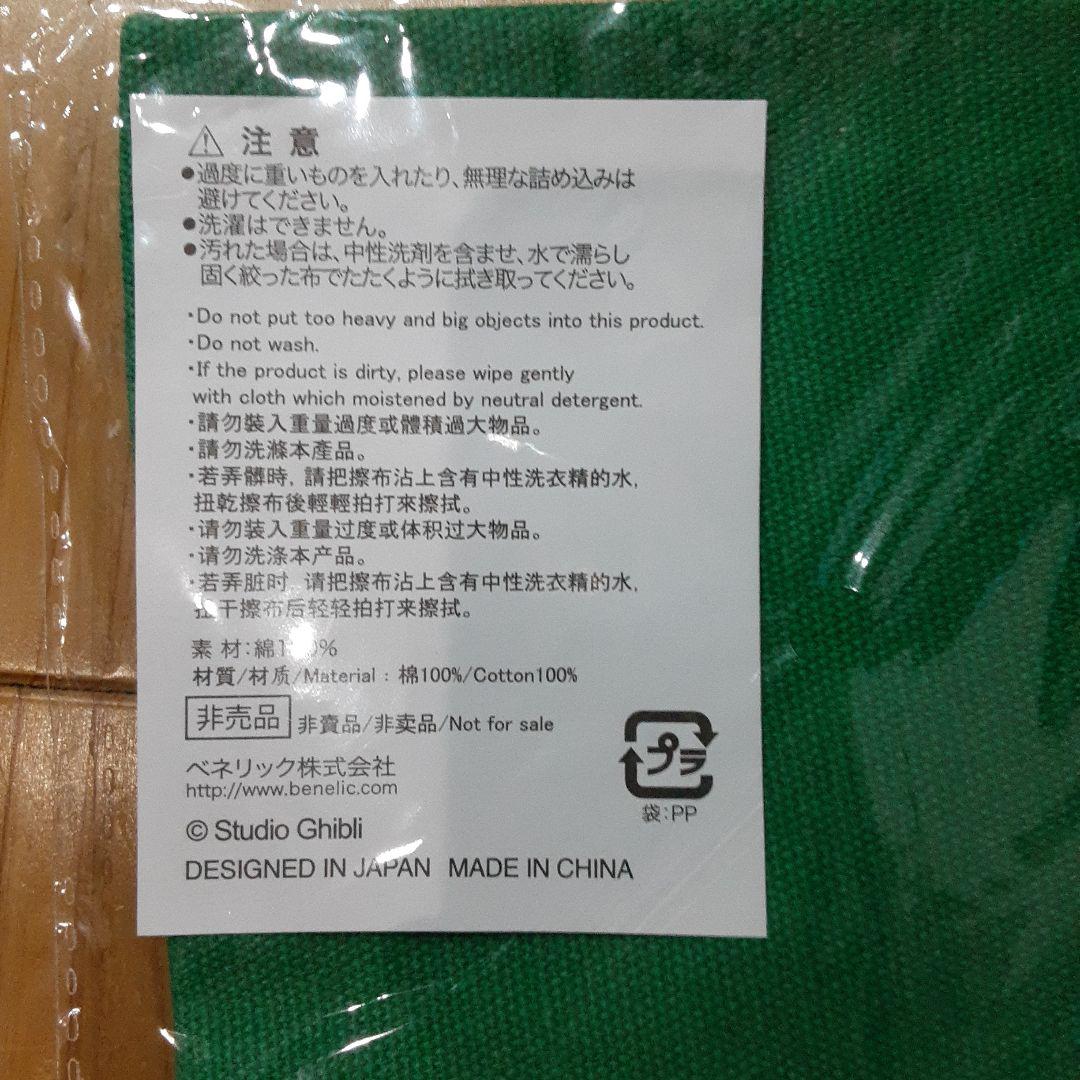 ⚠ 注意
●過度に重いものを入れたり、無理な詰め込みは
避けてください。
●洗濯はできません。
●汚れた場合は、中性洗剤を含ませ、水で濡らし
固く絞った布でたたくように拭き取ってください。
・Do not put too heavy and big objects into this product.
・Do not wash.
・If the product is dirty, please wipe gently
with cloth which moistened by neutral detergent.
・請勿裝入重量過度或體積過大物品。
・請勿洗滌本產品。
・若弄髒時, 請把擦布沾上含有中性洗衣精的水,
扭乾擦布後輕輕拍打來擦拭。
・请勿装入重量过度或体积过大物品。
・请勿洗涤本产品。
・若弄脏时, 请把擦布沾上含有中性洗衣精的水,
扭干擦布后轻轻拍打来擦拭。
素 材:綿100%
材質/材质/Material : 棉100%/Cotton100%
非売品 非賣品/非卖品/Not for sale
ベネリック株式会社
http://www.benelic.com
プラ
袋:PP
© Studio Ghibli
DESIGNED IN JAPAN MADE IN CHINA